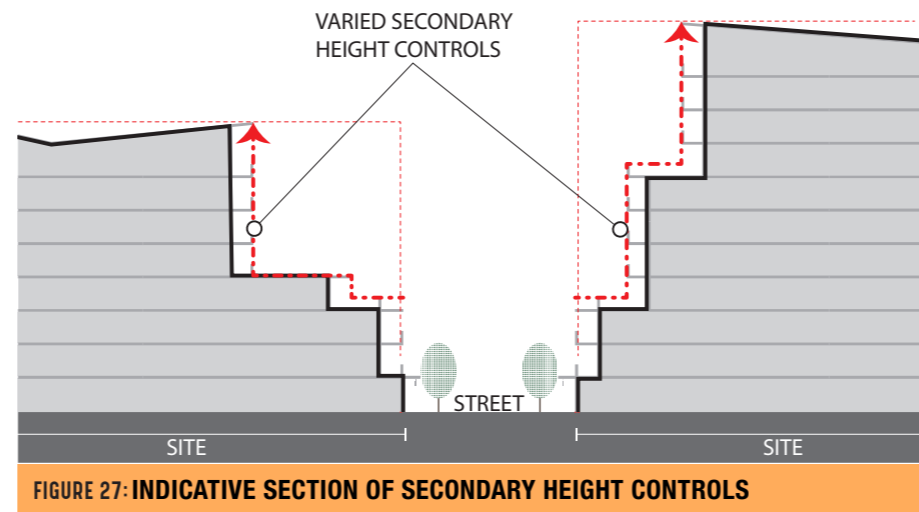 VARIED SECONDARY
HEIGHT CONTROLS
STREET
SITE
SITE
FIGURE 27: INDICATIVE SECTION OF SECONDARY HEIGHT CONTROLS